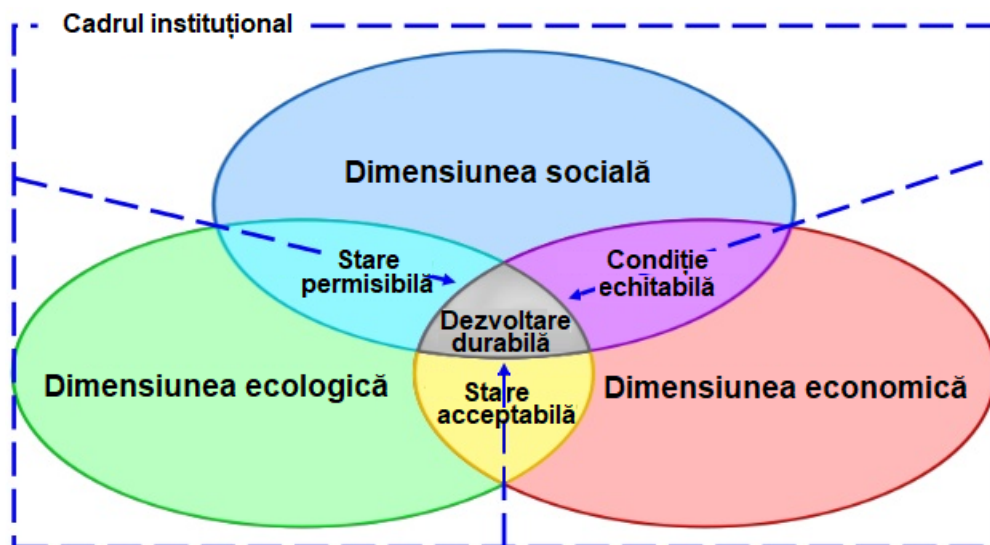 Cadrul instituțional
Dimensiunea socială
Stare
permisibilă
Condiție
echitabilă
Dezvoltare
durabilă
Dimensiunea ecologică
Stare
acceptabilă
Dimensiunea economică